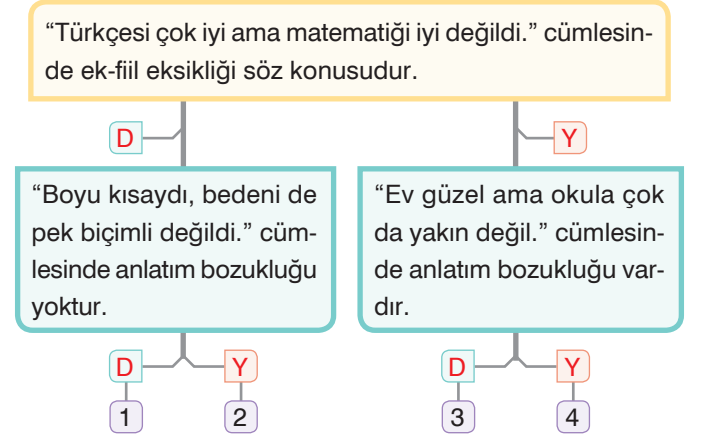 “Türkçesi çok iyi ama matematiği iyi değildi.” cümlesin-
de ek-fiil eksikliği söz konusudur.
D
Y
“Boyu kısaydı, bedeni de
pek biçimli değildi.” cüm-
lesinde anlatım bozukluğu
yoktur.
“Ev güzel ama okula çok
da yakın değil.” cümlesin-
de anlatım bozukluğu var-
dır.
D
Y
D
Y
1
2
3
4